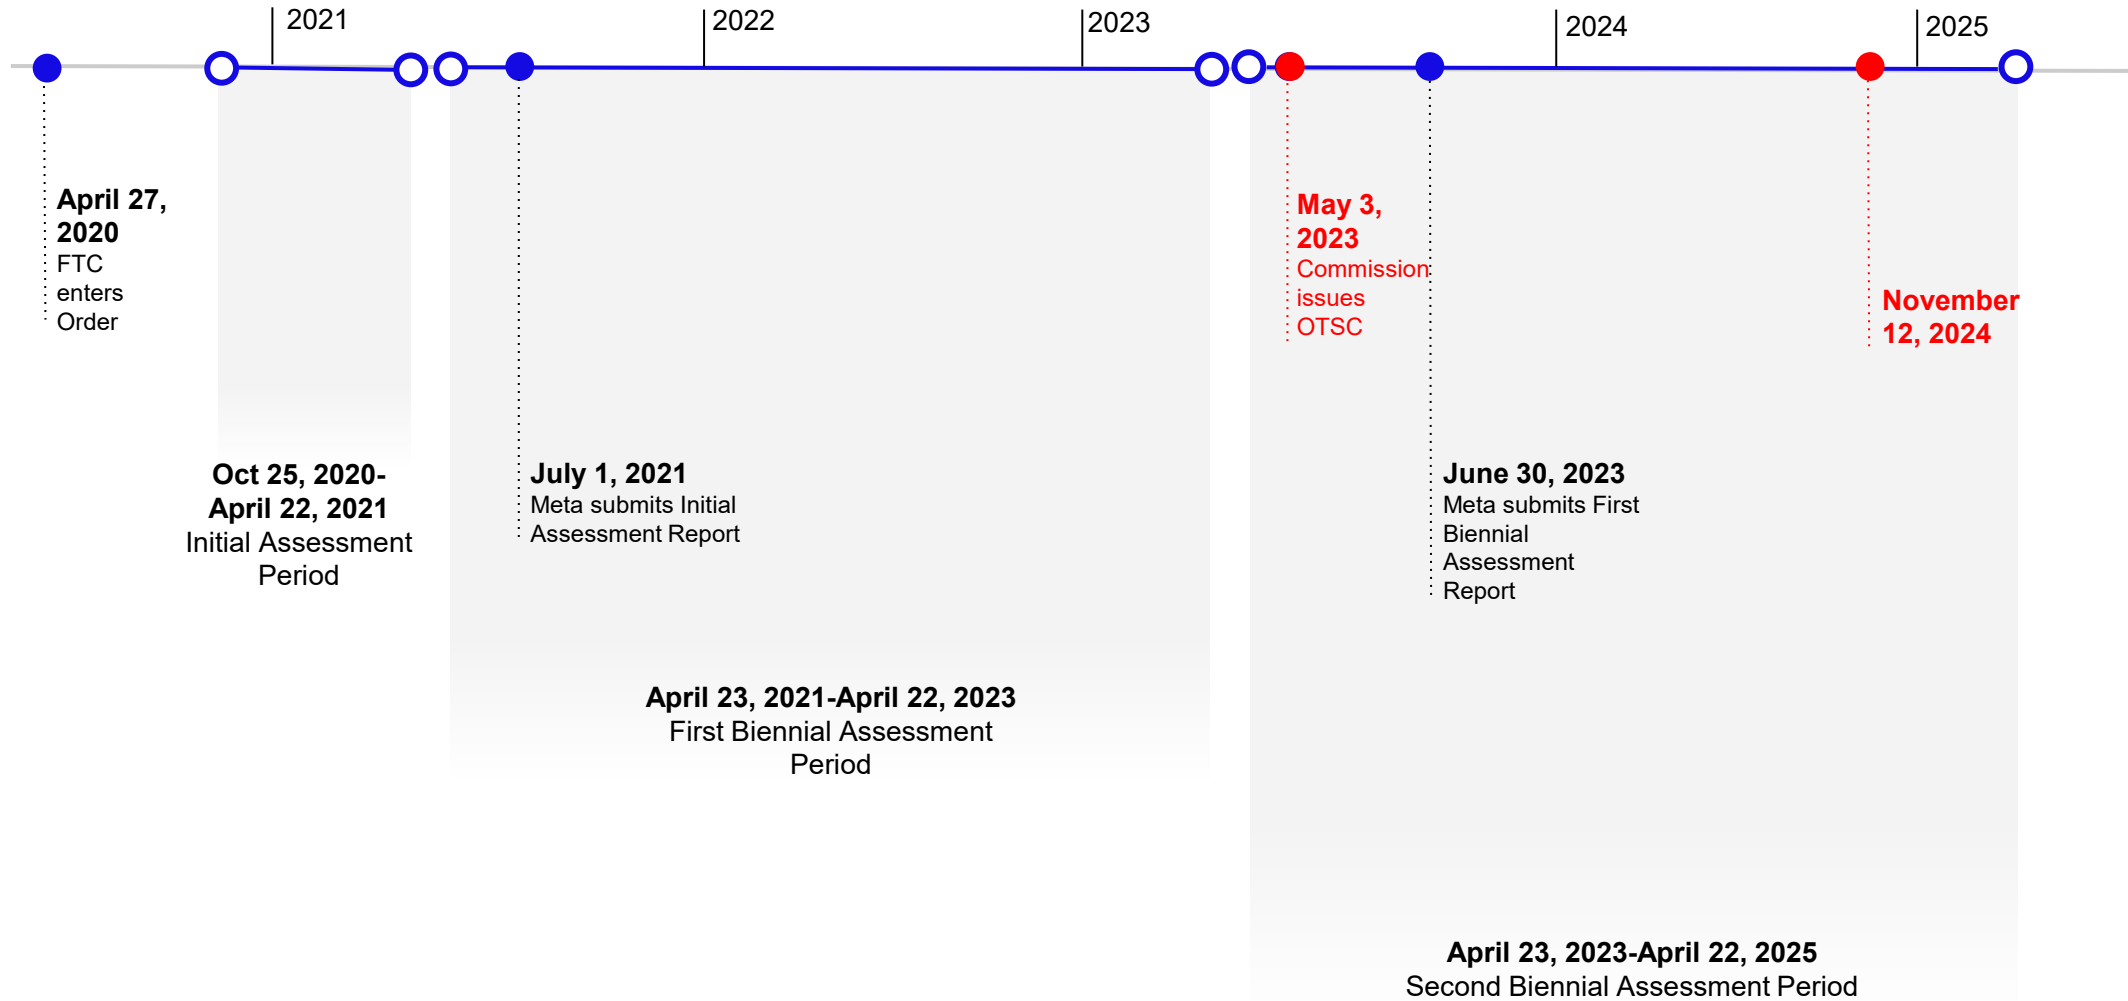 2021
2022
2023
2024
2025
April 27,
2020
FTC
enters
Order
May 3,
2023
Commission
issues
OTSC
November
12, 2024
Oct 25, 2020-
April 22, 2021
Initial Assessment
Period
July 1, 2021
Meta submits Initial
Assessment Report
June 30, 2023
Meta submits First
Biennial
Assessment
Report
April 23, 2021-April 22, 2023
First Biennial Assessment
Period
April 23, 2023-April 22, 2025
Second Biennial Assessment Period